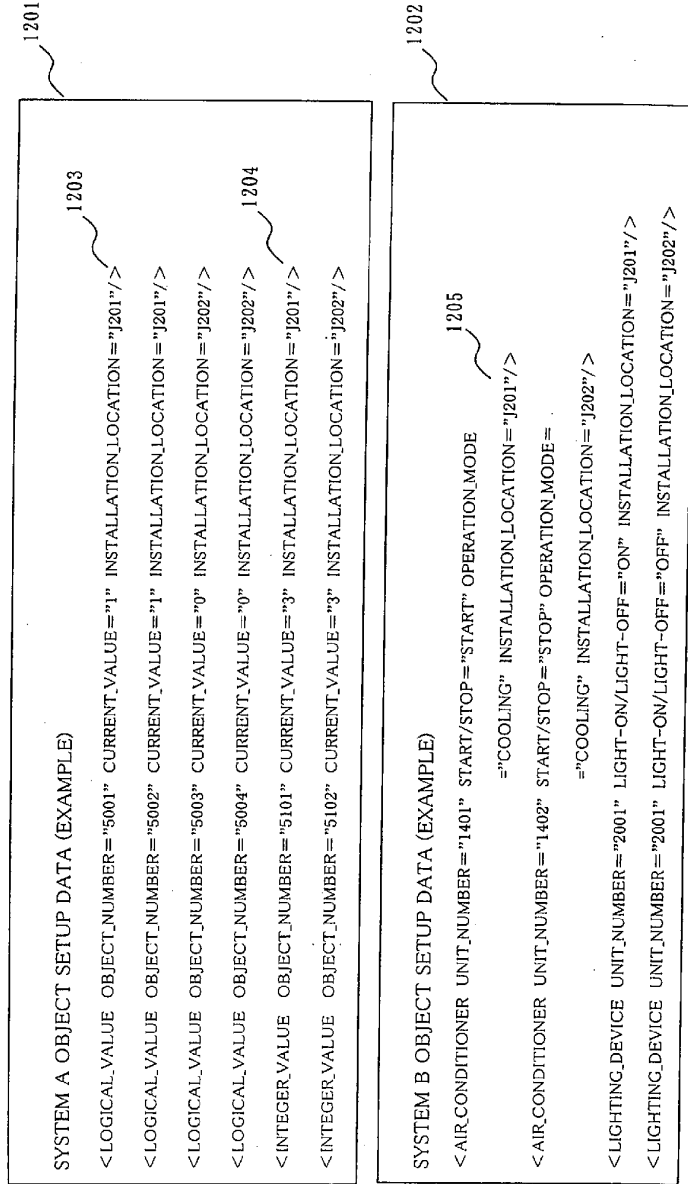 1201
SYSTEM A OBJECT SETUP DATA (EXAMPLE)
1203
<LOGICAL_VALUE OBJECT_NUMBER="5001" CURRENT_VALUE="1" INSTALLATION_LOCATION="J201"/>
<LOGICAL_VALUE OBJECT_NUMBER="5002" CURRENT_VALUE="1" INSTALLATION_LOCATION="J201"/>
<LOGICAL_VALUE OBJECT_NUMBER="5003" CURRENT_VALUE="0" INSTALLATION_LOCATION="J202"/>
<LOGICAL_VALUE OBJECT_NUMBER="5004" CURRENT_VALUE="0" INSTALLATION_LOCATION="J202"/>
1204
<INTEGER_VALUE OBJECT_NUMBER="5101" CURRENT_VALUE="3" INSTALLATION_LOCATION="J201"/>
<INTEGER_VALUE OBJECT_NUMBER="5102" CURRENT_VALUE="3" INSTALLATION_LOCATION="J202"/>
1202
SYSTEM B OBJECT SETUP DATA (EXAMPLE)
<AIR_CONDITIONER UNIT_NUMBER="1401" START/STOP="START" OPERATION_MODE
1205
="COOLING" INSTALLATION_LOCATION="J201"/>
<AIR_CONDITIONER UNIT_NUMBER="1402" START/STOP="STOP" OPERATION_MODE=
="COOLING" INSTALLATION_LOCATION="J202"/>
<LIGHTING_DEVICE UNIT_NUMBER="2001" LIGHT-ON/LIGHT-OFF="ON" INSTALLATION_LOCATION="J201"/>
<LIGHTING_DEVICE UNIT_NUMBER="2001" LIGHT-ON/LIGHT-OFF="OFF" INSTALLATION_LOCATION="J202"/>